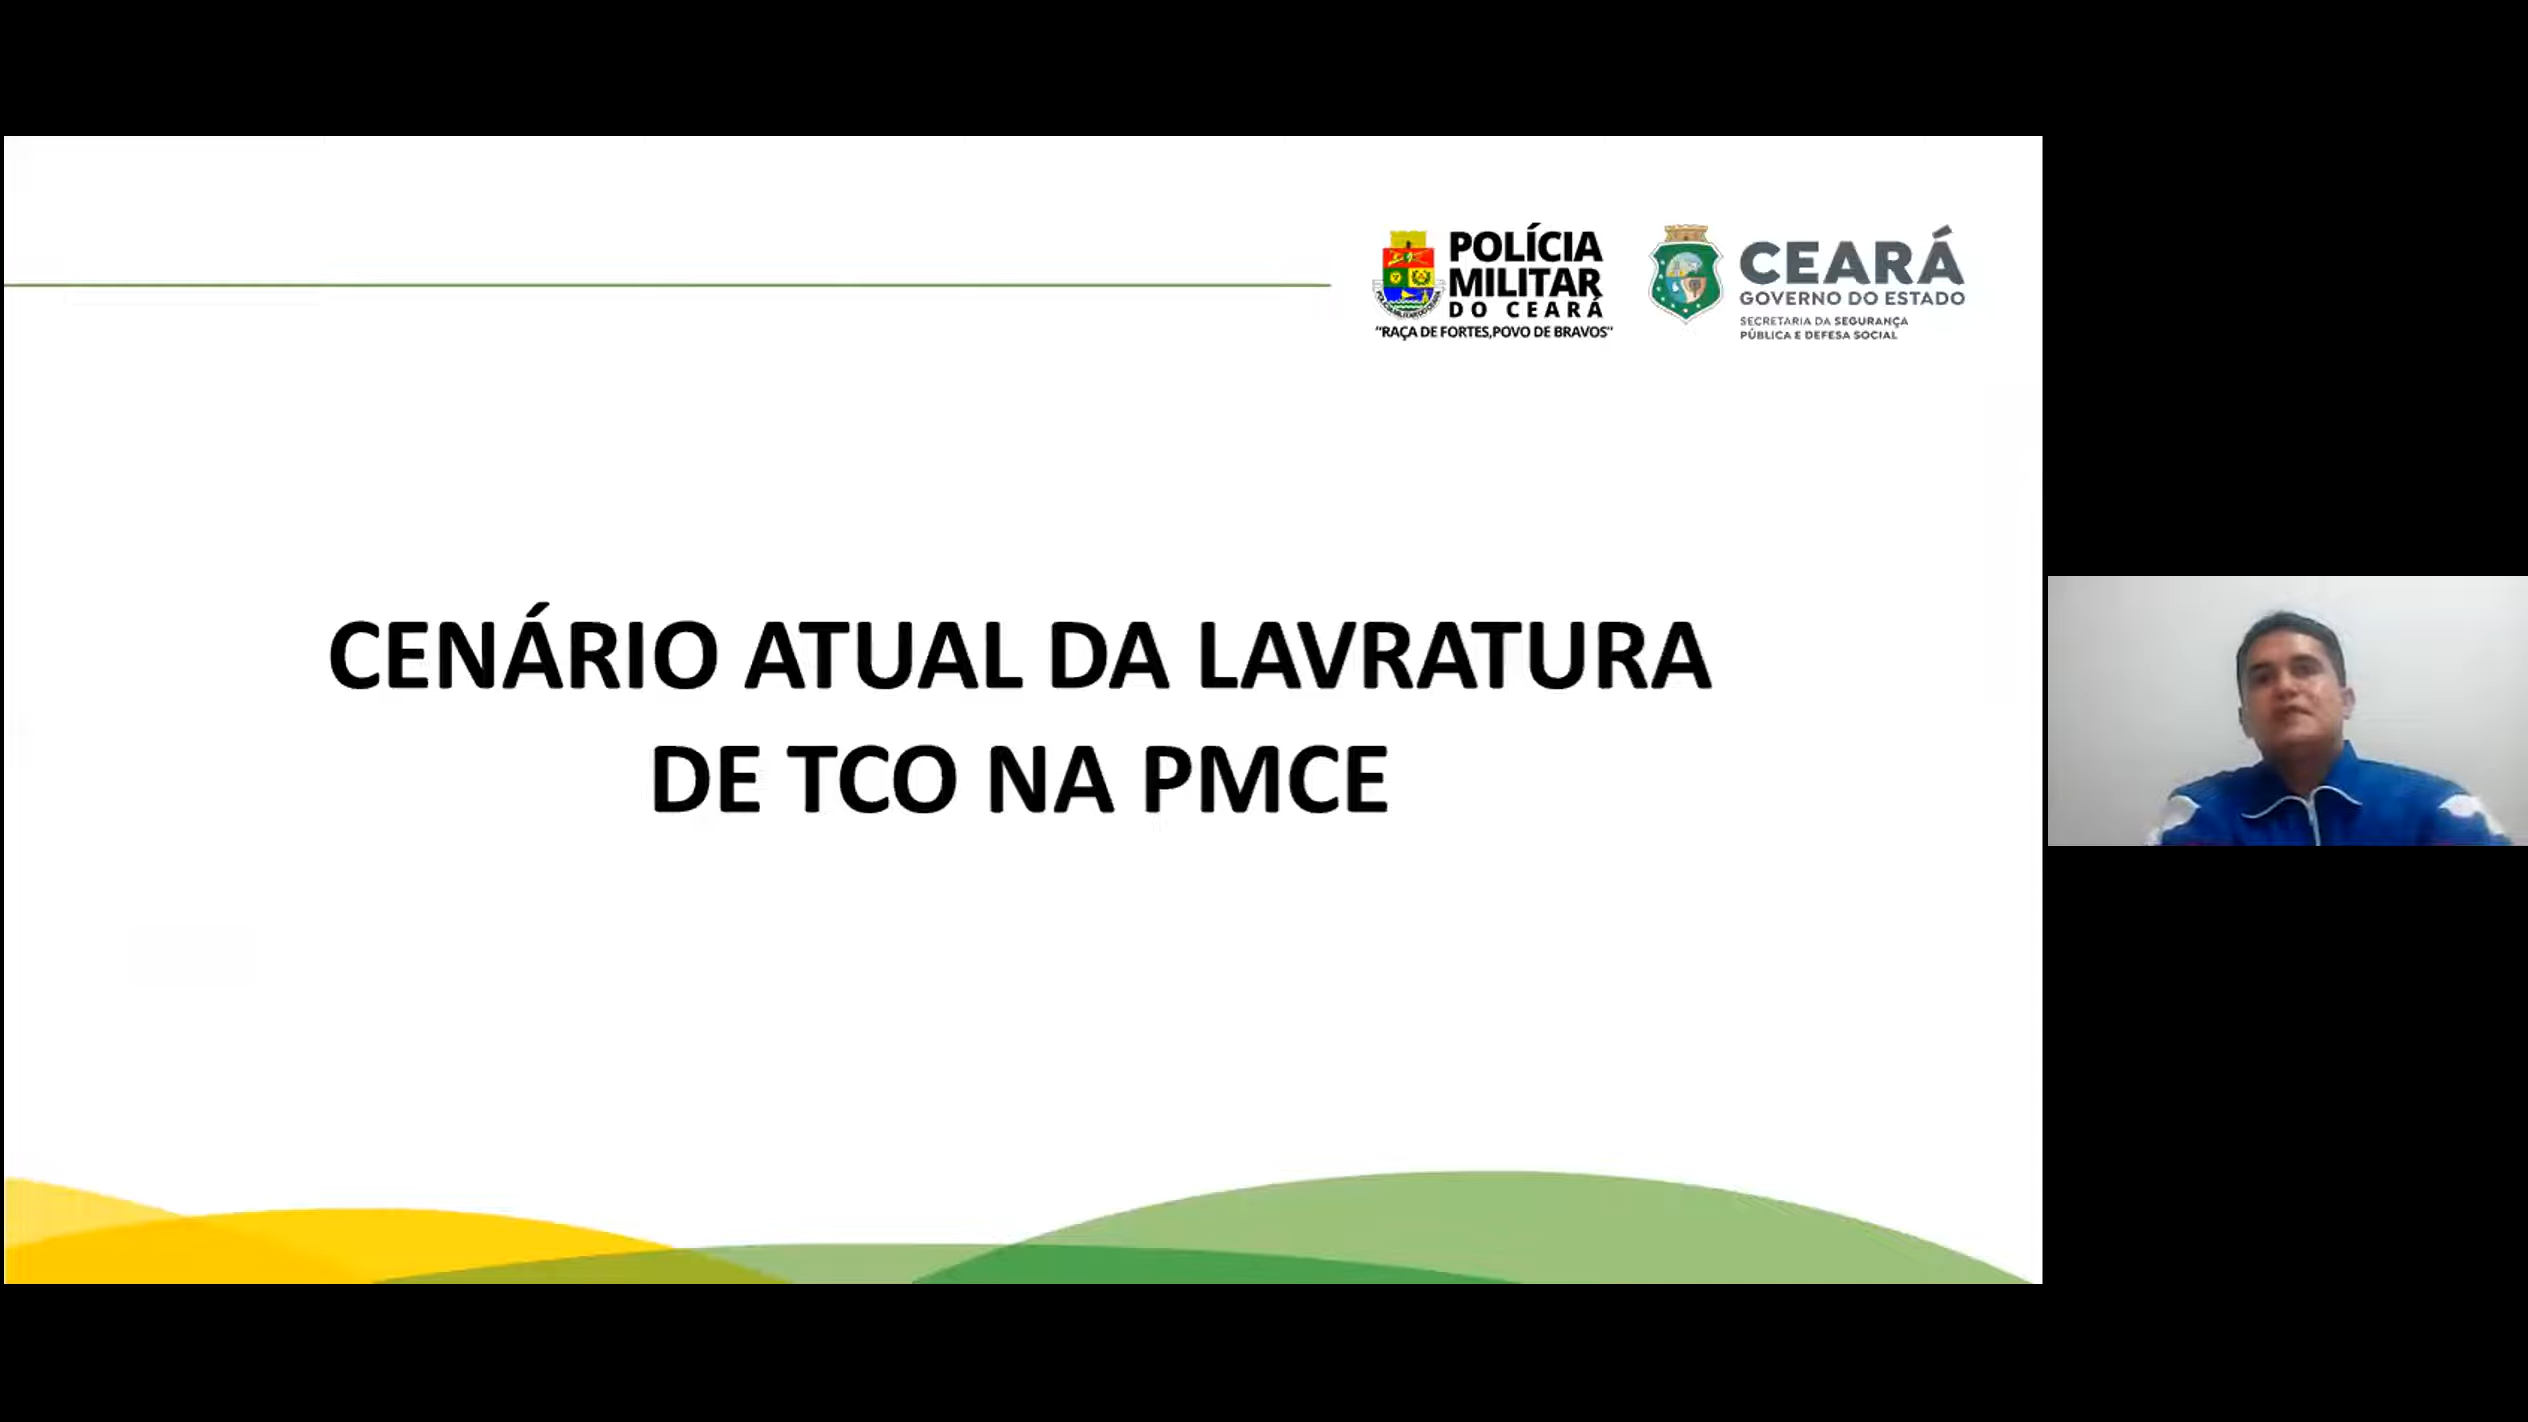 POLÍCIA
MILITAR
DO CEARÁ
"RAÇA DE FORTES,POVO DE BRAVOS"
CEARÁ
GOVERNO DO ESTADO
SECRETARIA DA SEGURANÇA
PÚBLICA E DEFESA SOCIAL
CENÁRIO ATUAL DA LAVRATURA
DE TCO NA PMCE